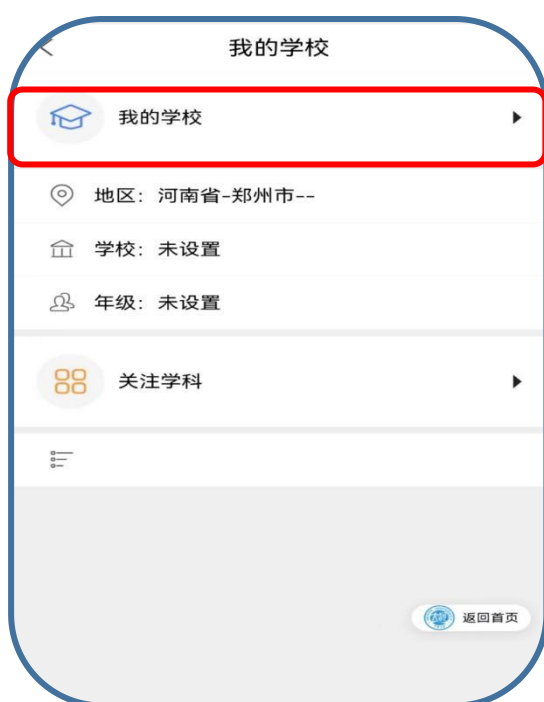 我的学校
我的学校
地区：河南省-郑州市--
学校：未设置
年级：未设置
关注学科
返回首页